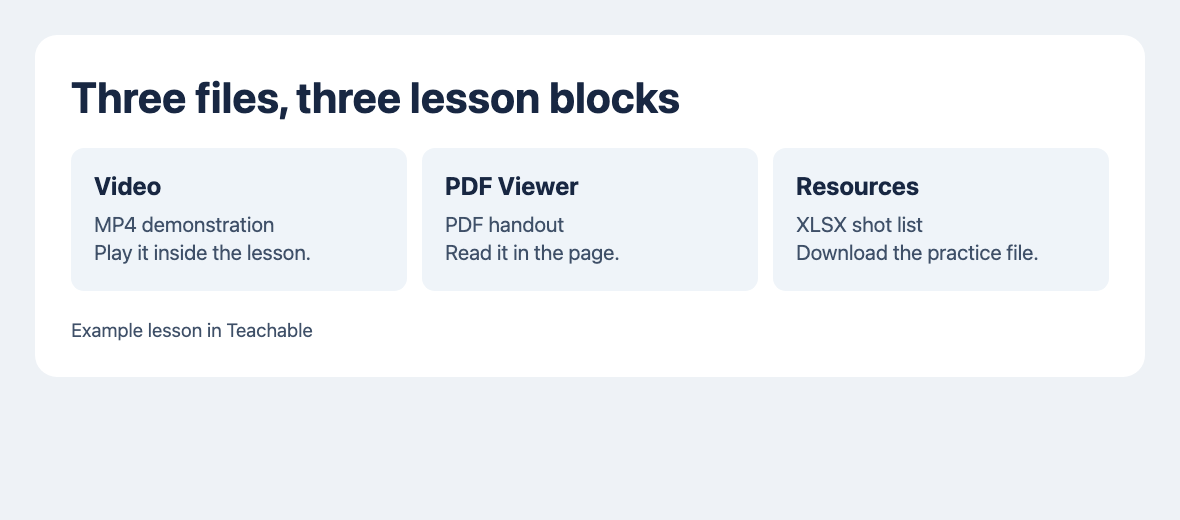 Three files, three lesson blocks
Video
MP4 demonstration
Play it inside the lesson.
PDF Viewer
PDF handout
Read it in the page.
Resources
XLSX shot list
Download the practice file.
Example lesson in Teachable